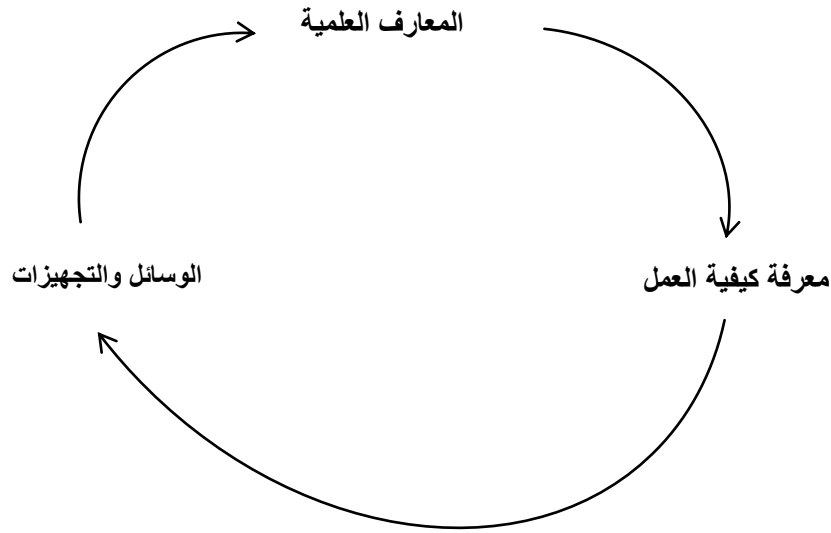 المعارف العلمية
معرفة كيفية العمل
الوسائل والتجهيزات